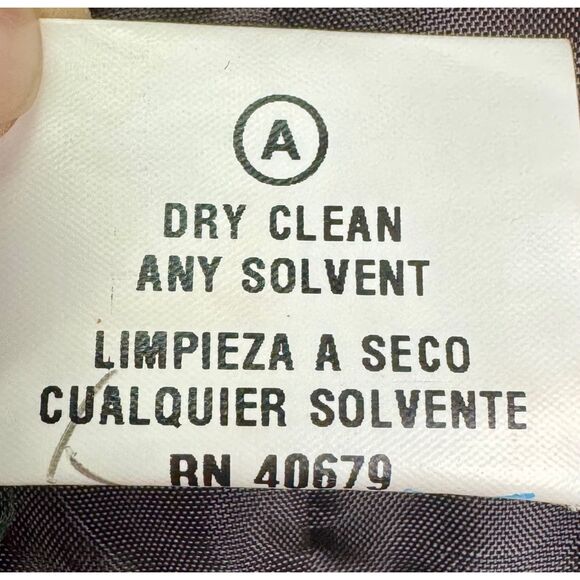 A
DRY CLEAN
ANY SOLVENT
LIMPIEZA A SECO
CUALQUIER SOLVENTE
RN 40679